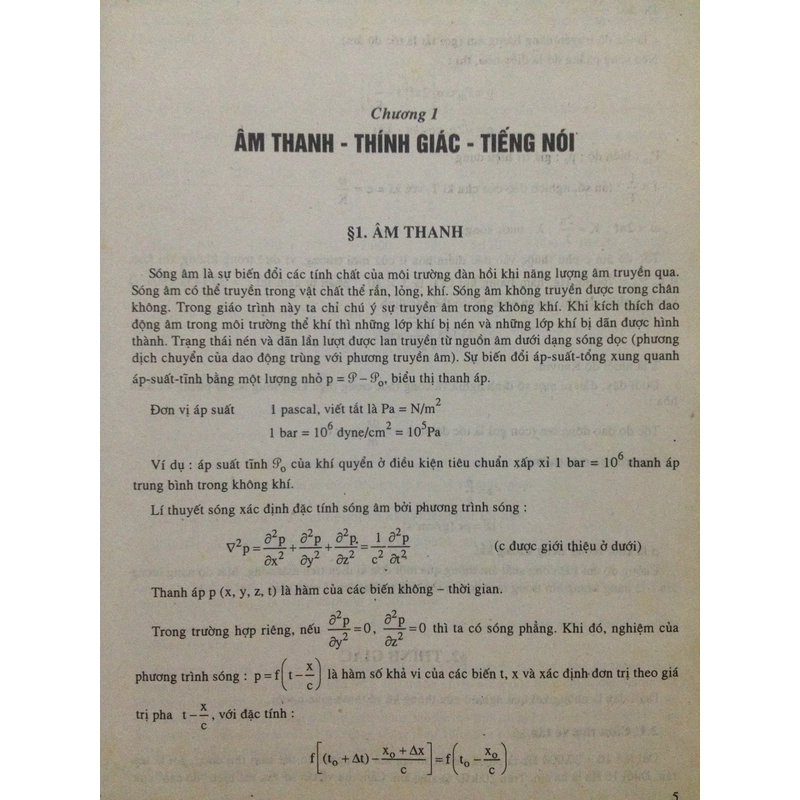 Chương 1
ÂM THANH - THÍNH GIÁC - TIẾNG NÓI
§1. ÂM THANH
Sóng âm là sự biến đổi các tính chất của môi trường đàn hồi khi năng lượng âm truyền qua.
Sóng âm có thể truyền trong vật chất thể rắn, lỏng, khí. Sóng âm không truyền được trong chân
không. Trong giáo trình này ta chỉ chú ý sự truyền âm trong không khí. Khi kích thích dao
động âm trong môi trường thể khí thì những lớp khí bị nén và những lớp khí bị dãn được hình
thành. Trạng thái nén và dãn lần lượt được lan truyền từ nguồn âm dưới dạng sóng dọc (phương
dịch chuyển của dao động trùng với phương truyền âm). Sự biến đổi áp-suất-tổng xung quanh
áp-suất-tĩnh bằng một lượng nhỏ p = 𝒫 – 𝒫₀, biểu thị thanh áp.
Đơn vị áp suất 1 pascal, viết tắt là Pa = N/m²
1 bar = 10⁶ dyne/cm² = 10⁵Pa
Ví dụ : áp suất tĩnh 𝒫₀ của khí quyển ở điều kiện tiêu chuẩn xấp xỉ 1 bar = 10⁶ thanh áp
trung bình trong không khí.
Lí thuyết sóng xác định đặc tính sóng âm bởi phương trình sóng :
∇²p = ∂²p/∂x² + ∂²p/∂y² + ∂²p/∂z² = 1/c² ∂²p/∂t² (c được giới thiệu ở dưới)
Thanh áp p (x, y, z, t) là hàm của các biến không – thời gian.
Trong trường hợp riêng, nếu ∂²p/∂y² = 0, ∂²p/∂z² = 0 thì ta có sóng phẳng. Khi đó, nghiệm của
phương trình sóng : p = f(t – x/c) là hàm số khả vi của các biến t, x và xác định đơn trị theo giá
trị pha t – x/c, với đặc tính :
f[(t₀ + Δt) – (x₀ + Δx)/c] = f(t₀ – x₀/c)
5